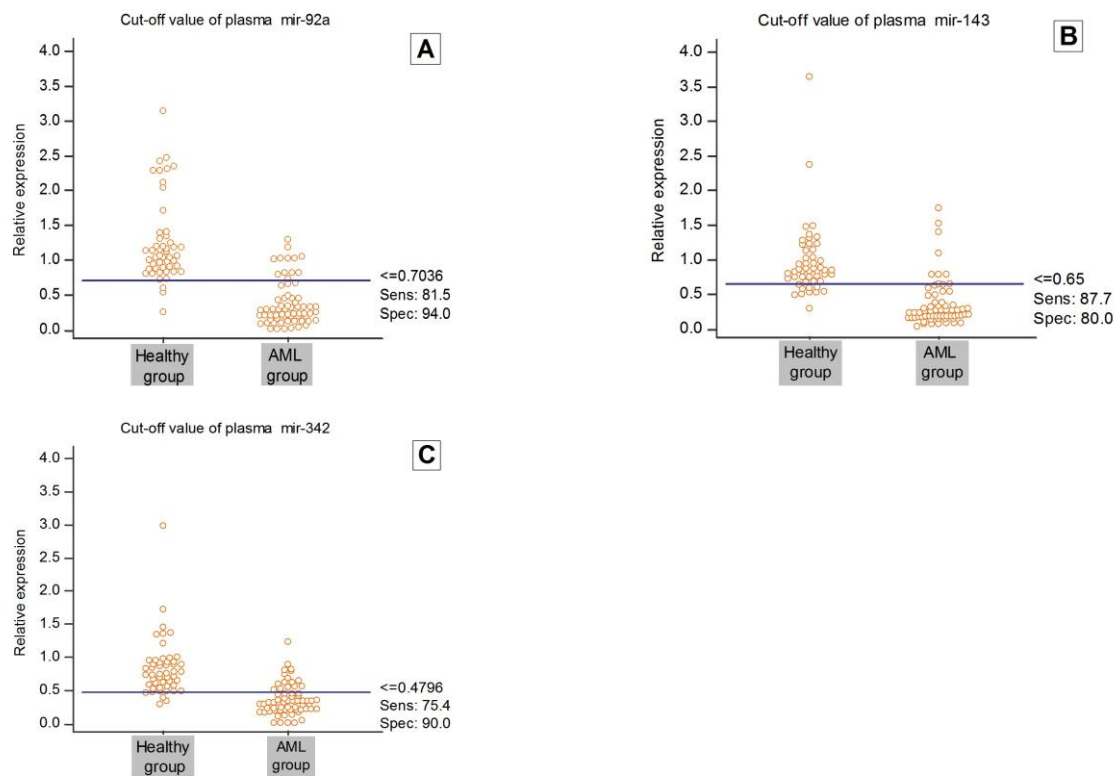 Cut-off value of plasma mir-92a
A
Relative expression
4.0
3.5
3.0
2.5
2.0
1.5
1.0
0.5
0.0
<=0.7036
Sens: 81.5
Spec: 94.0
Healthy
group
AML
group
Cut-off value of plasma mir-143
B
Relative expression
4.0
3.5
3.0
2.5
2.0
1.5
1.0
0.5
0.0
<=0.65
Sens: 87.7
Spec: 80.0
Healthy
group
AML
group
Cut-off value of plasma mir-342
C
Relative expression
4.0
3.5
3.0
2.5
2.0
1.5
1.0
0.5
0.0
<=0.4796
Sens: 75.4
Spec: 90.0
Healthy
group
AML
group